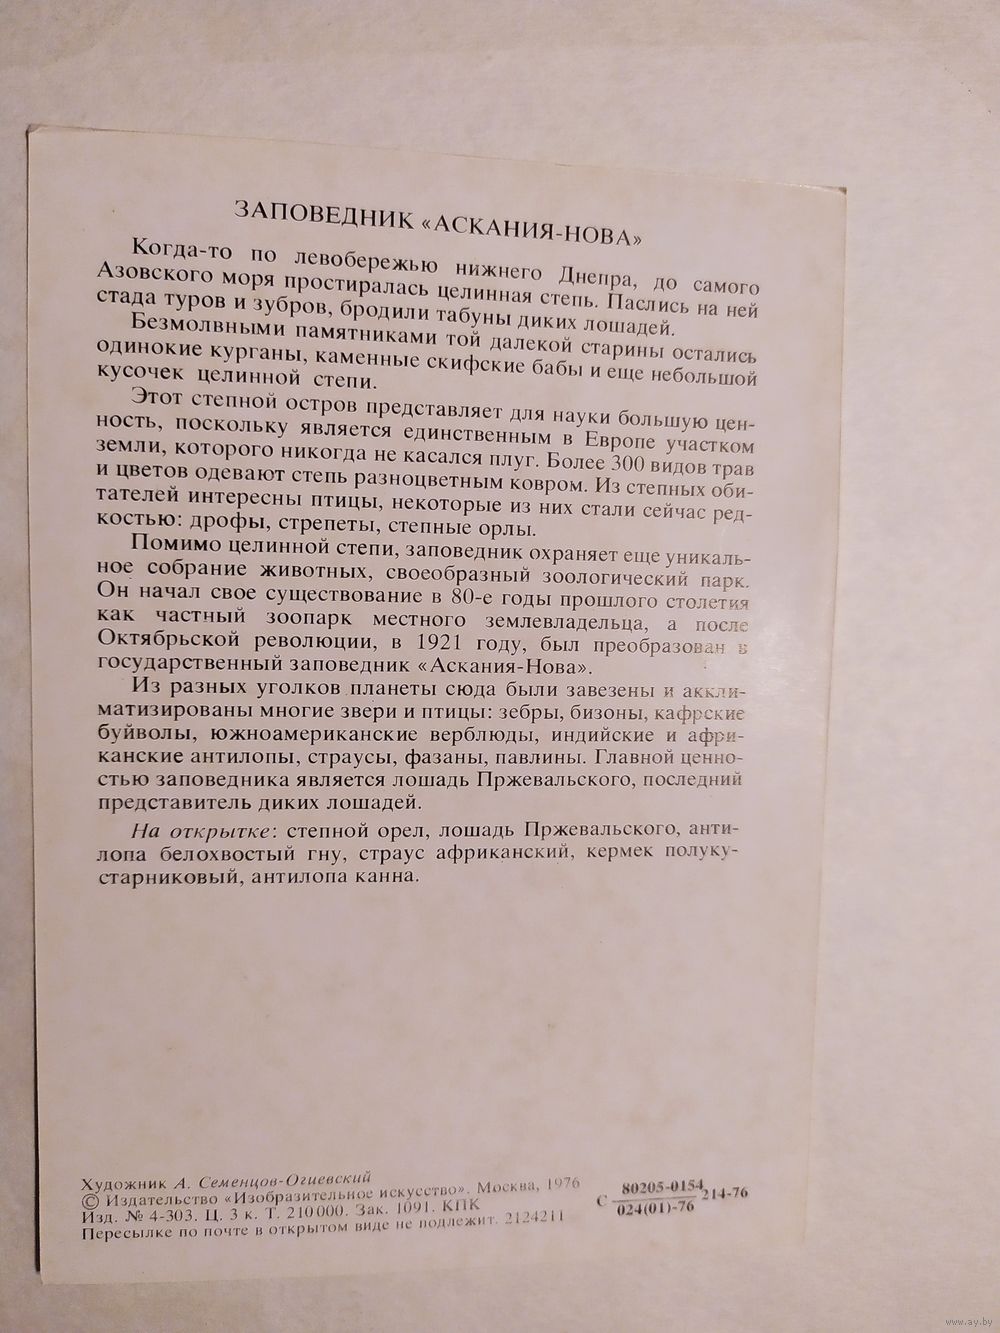 ЗАПОВЕДНИК «АСКАНИЯ-НОВА»
Когда-то по левобережью нижнего Днепра, до самого
Азовского моря простиралась целинная степь. Паслись на ней
стада туров и зубров, бродили табуны диких лошадей.
Безмолвными памятниками той далекой старины остались
одинокие курганы, каменные скифские бабы и еще небольшой
кусочек целинной степи.
Этот степной остров представляет для науки большую цен-
ность, поскольку является единственным в Европе участком
земли, которого никогда не касался плуг. Более 300 видов трав
и цветов одевают степь разноцветным ковром. Из степных оби-
тателей интересны птицы, некоторые из них стали сейчас ред-
костью: дрофы, стрепеты, степные орлы.
Помимо целинной степи, заповедник охраняет еще уникаль-
ное собрание животных, своеобразный зоологический парк.
Он начал свое существование в 80-е годы прошлого столетия
как частный зоопарк местного землевладельца, а после
Октябрьской революции, в 1921 году, был преобразован в
государственный заповедник «Аскания-Нова».
Из разных уголков планеты сюда были завезены и аккли-
матизированы многие звери и птицы: зебры, бизоны, кафрские
буйволы, южноамериканские верблюды, индийские и афри-
канские антилопы, страусы, фазаны, павлины. Главной ценно-
стью заповедника является лошадь Пржевальского, последний
представитель диких лошадей.
На открытке: степной орел, лошадь Пржевальского, анти-
лопа белохвостый гну, страус африканский, кермек полуку-
старниковый, антилопа канна.
Художник А. Семенцов-Огиевский
© Издательство «Изобразительное искусство». Москва, 1976
Изд. № 4-303. Ц. 3 к. Т. 210000. Зак. 1091. КПК
Пересылке по почте в открытом виде не подлежит. 2124211
С 80205-0154 214-76
024(01)-76
www.ay.by